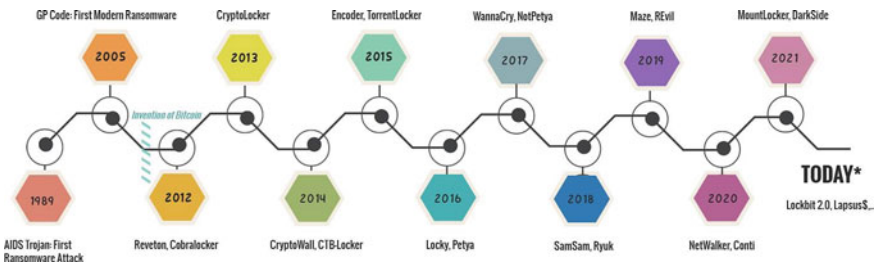 GP Code: First Modern Ransomware
CryptoLocker
Encoder, TorrentLocker
WannaCry, NotPetya
Maze, REvil
MountLocker, DarkSide
2005
2013
2015
2017
2019
2021
Invention of Bitcoin
1989
2012
2014
2016
2018
2020
TODAY*
Lockbit 2.0, Lapsus$,..
AIDS Trojan: First
Ransomware Attack
Reveton, Cobralocker
CryptoWall, CTB-Locker
Locky, Petya
SamSam, Ryuk
NetWalker, Conti